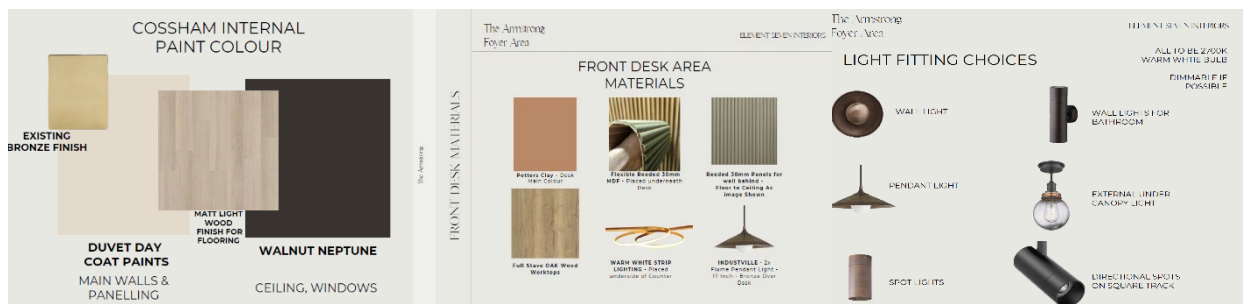 COSSHAM INTERNAL
PAINT COLOUR
EXISTING
BRONZE FINISH
MATT LIGHT
WOOD
FINISH FOR
FLOORING
DUVET DAY
COAT PAINTS
MAIN WALLS &
PANELLING
WALNUT NEPTUNE
CEILING, WINDOWS
The Armstrong
FRONT DESK MATERIALS
The Armstrong
Foyer Area
ELEMENT SEVEN INTERIORS
FRONT DESK AREA
MATERIALS
Potters Clay - Desk
Main Colour
Flexible Beaded 30mm
MDF - Placed underneath
Desk
Beaded 30mm Panels for
wall behind -
Floor to Ceiling As
image Shown
Full Stave OAK Wood
Worktops
WARM WHITE STRIP
LIGHTING - Placed
underside of Counter
INDUSTVILLE - 2x
Flume Pendant Light -
Inch - Bronze Over
Desk
The Armstrong
Foyer Area
ELEMENT SEVEN INTERIORS
LIGHT FITTING CHOICES
ALL TO BE 2700K
WARM WHTIE BULB
DIMMABLE IF
POSSIBLE
WALL LIGHT
WALL LIGHTS FOR
BATHROOM
PENDANT LIGHT
EXTERNAL UNDER
CANOPY LIGHT
SPOT LIGHTS
DIRECTIONAL SPOTS
ON SQUARE TRACK